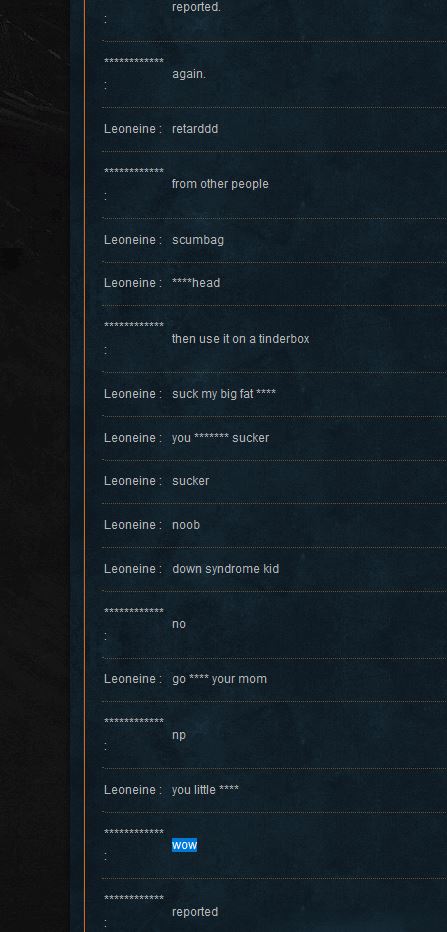 reported.
:
************
again.
:
Leoneine : retarddd
************
from other people
:
Leoneine : scumbag
Leoneine : ****head
************
then use it on a tinderbox
:
Leoneine : suck my big fat ****
Leoneine : you ******* sucker
Leoneine : sucker
Leoneine : noob
Leoneine : down syndrome kid
************
no
:
Leoneine : go **** your mom
************
np
:
Leoneine : you little ****
************
wow
:
************
reported
: